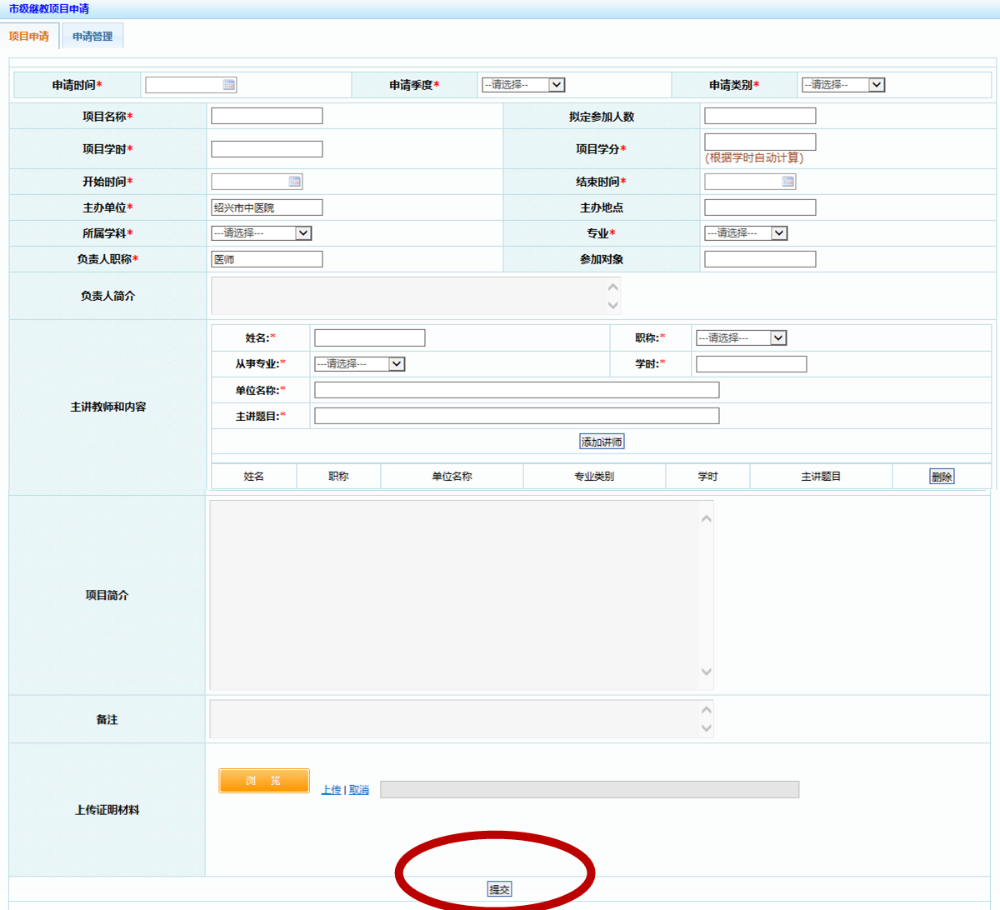 市级继教项目申请
项目申请 申请管理
申请时间* 申请季度* --请选择-- 申请类别* --请选择--
项目名称* 拟定参加人数
项目学时* 项目学分*
(根据学时自动计算)
开始时间* 结束时间*
主办单位* 绍兴市中医院 主办地点
所属学科* ---请选择--- 专业* ---请选择---
负责人职称* 医师 参加对象
负责人简介
姓名:* 职称:* ---请选择---
从事专业:* ---请选择--- 学时:*
单位名称:*
主讲教师和内容
主讲题目:*
添加讲师
姓名 职称 单位名称 专业类别 学时 主讲题目 删除
项目简介
备注
浏 览 上传 | 取消
上传证明材料
提交